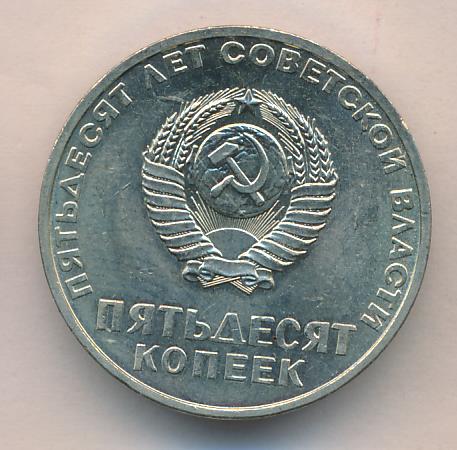 ПЯТЬДЕСЯТ ЛЕТ СОВЕТСКОЙ ВЛАСТИ
ПЯТЬДЕСЯТ
КОПЕЕК